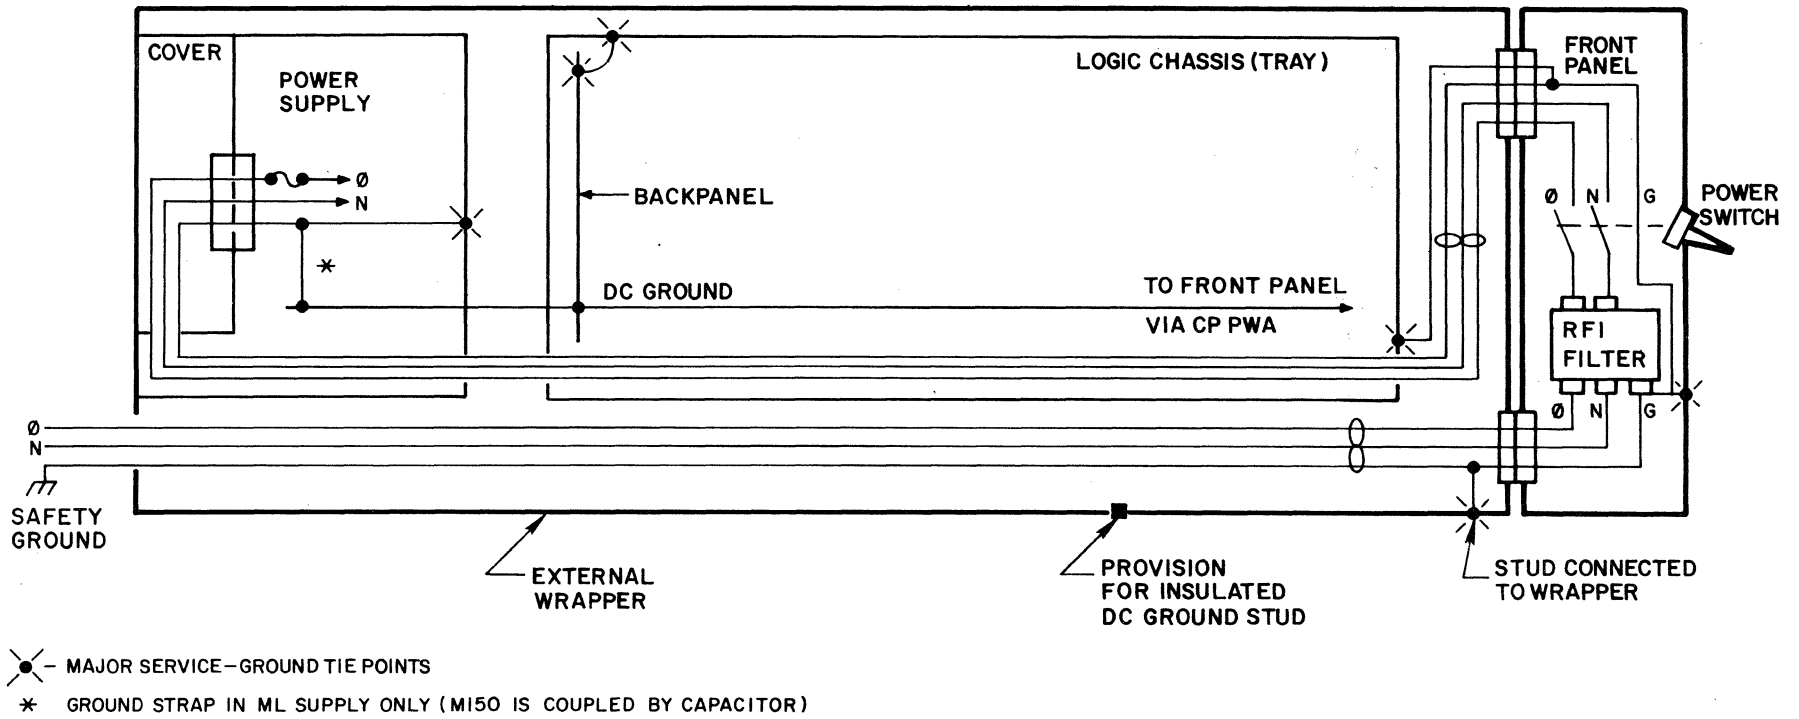 COVER
POWER
SUPPLY
LOGIC CHASSIS (TRAY)
FRONT
PANEL
Ø
N
BACKPANEL
Ø N G
POWER
SWITCH
*
DC GROUND
TO FRONT PANEL
VIA CP PWA
RFI
FILTER
Ø N G
Ø
N
SAFETY
GROUND
EXTERNAL
WRAPPER
PROVISION
FOR INSULATED
DC GROUND STUD
STUD CONNECTED
TO WRAPPER
- MAJOR SERVICE-GROUND TIE POINTS
* GROUND STRAP IN ML SUPPLY ONLY (M150 IS COUPLED BY CAPACITOR)